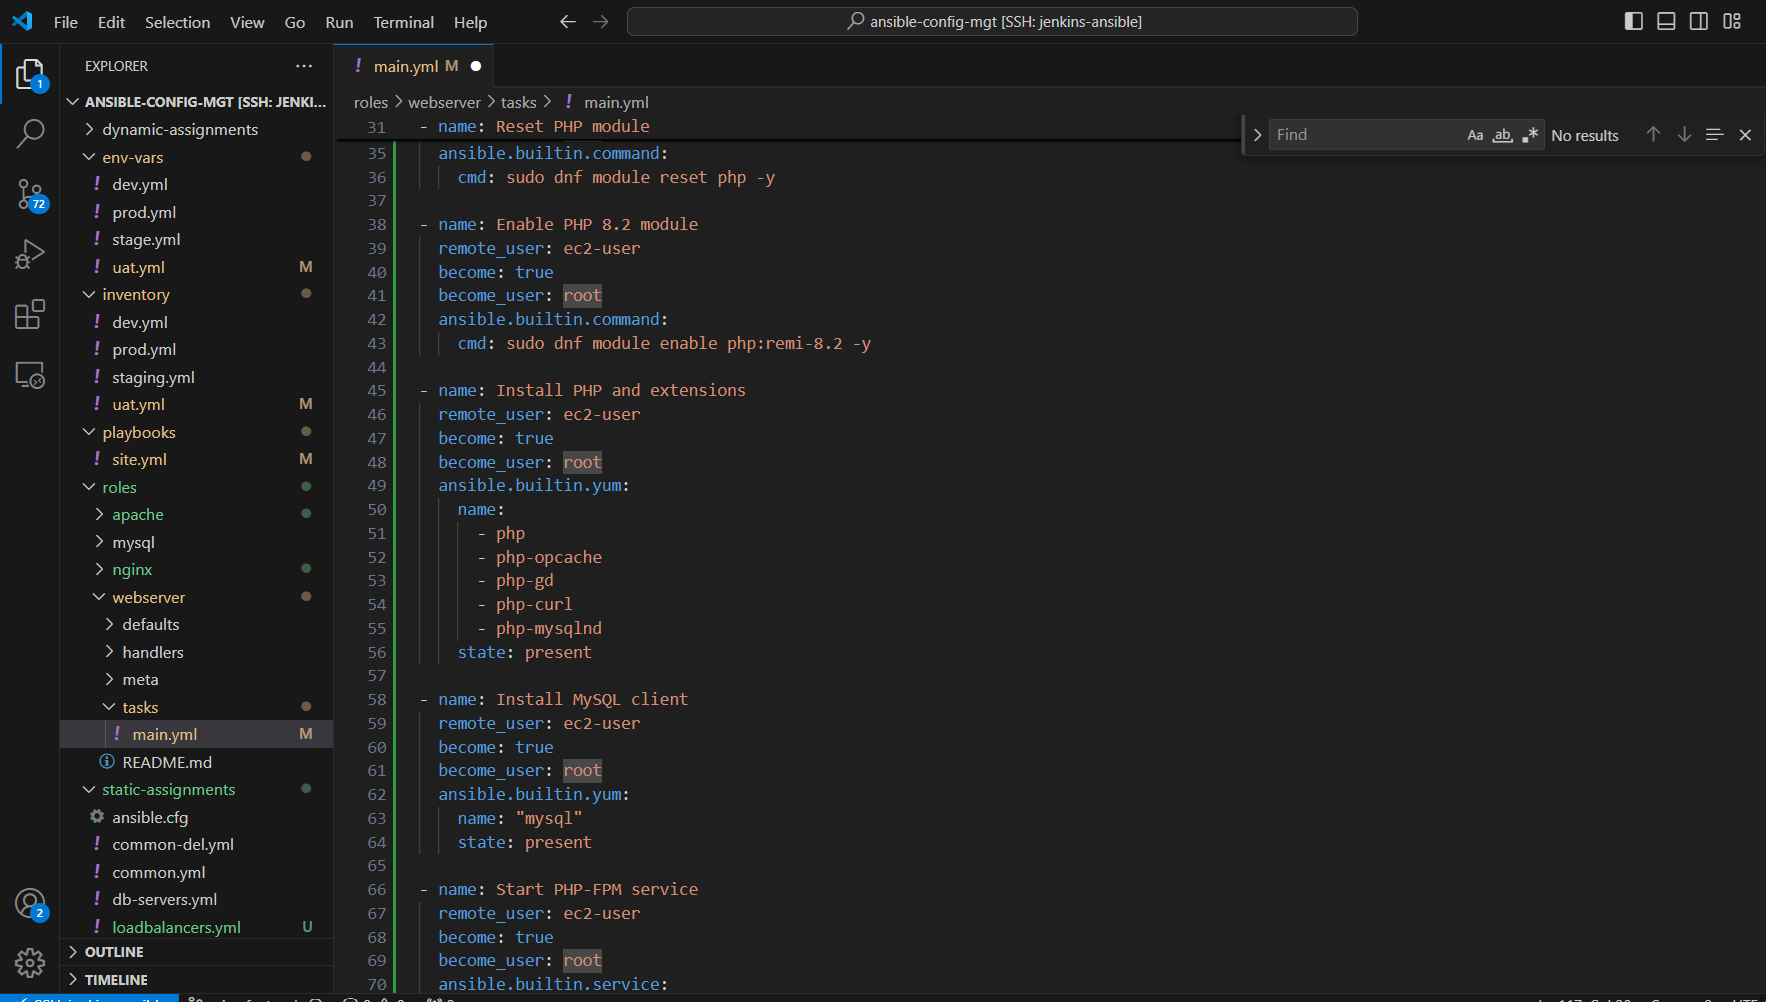 File Edit Selection View Go Run Terminal Help
ansible-config-mgt [SSH: jenkins-ansible]
EXPLORER
1
ANSIBLE-CONFIG-MGT [SSH: JENKI...
dynamic-assignments
env-vars
dev.yml
prod.yml
72
stage.yml
uat.yml M
inventory
dev.yml
prod.yml
staging.yml
uat.yml M
playbooks
site.yml M
roles
apache
mysql
nginx
webserver
defaults
handlers
meta
tasks
main.yml M
README.md
static-assignments
ansible.cfg
common-del.yml
common.yml
db-servers.yml
2
loadbalancers.yml U
OUTLINE
TIMELINE
main.yml M
roles > webserver > tasks > main.yml
Find Aa ab No results
31 - name: Reset PHP module
35 ansible.builtin.command:
36 cmd: sudo dnf module reset php -y
37
38 - name: Enable PHP 8.2 module
39 remote_user: ec2-user
40 become: true
41 become_user: root
42 ansible.builtin.command:
43 cmd: sudo dnf module enable php:remi-8.2 -y
44
45 - name: Install PHP and extensions
46 remote_user: ec2-user
47 become: true
48 become_user: root
49 ansible.builtin.yum:
50 name:
51 - php
52 - php-opcache
53 - php-gd
54 - php-curl
55 - php-mysqlnd
56 state: present
57
58 - name: Install MySQL client
59 remote_user: ec2-user
60 become: true
61 become_user: root
62 ansible.builtin.yum:
63 name: "mysql"
64 state: present
65
66 - name: Start PHP-FPM service
67 remote_user: ec2-user
68 become: true
69 become_user: root
70 ansible.builtin.service: